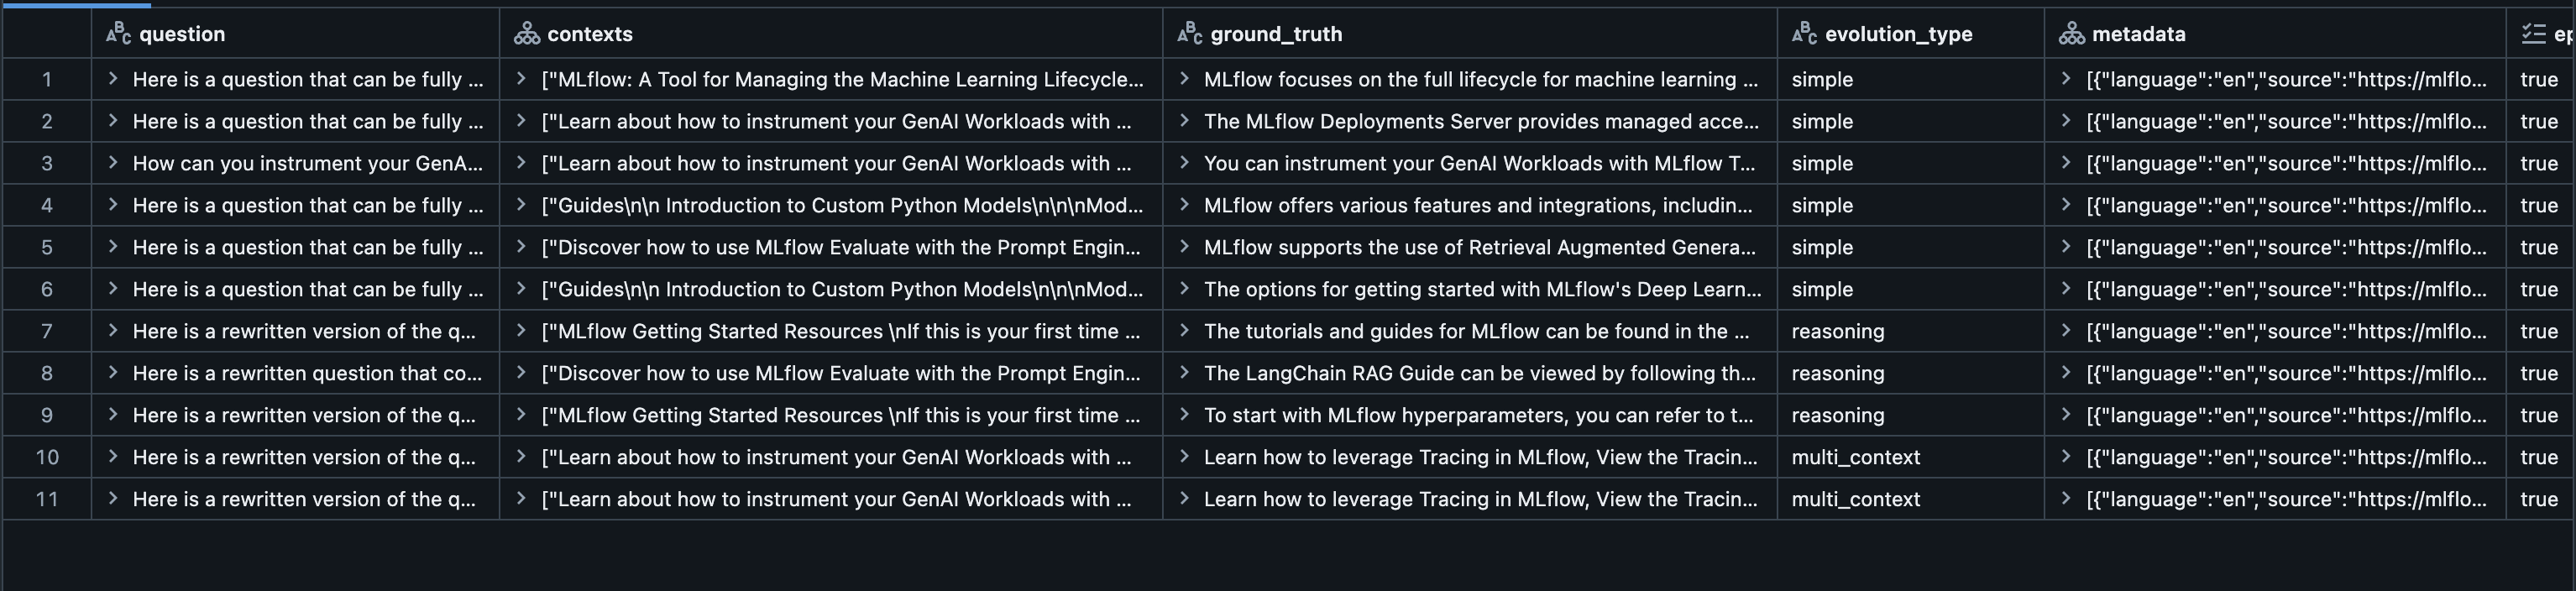 question contexts ground_truth evolution_type metadata ep
1 Here is a question that can be fully ... ["MLflow: A Tool for Managing the Machine Learning Lifecycle... MLflow focuses on the full lifecycle for machine learning ... simple [{"language":"en","source":"https://mlflo... true
2 Here is a question that can be fully ... ["Learn about how to instrument your GenAI Workloads with ... The MLflow Deployments Server provides managed acce... simple [{"language":"en","source":"https://mlflo... true
3 How can you instrument your GenA... ["Learn about how to instrument your GenAI Workloads with ... You can instrument your GenAI Workloads with MLflow T... simple [{"language":"en","source":"https://mlflo... true
4 Here is a question that can be fully ... ["Guides\n\n Introduction to Custom Python Models\n\n\nMod... MLflow offers various features and integrations, includin... simple [{"language":"en","source":"https://mlflo... true
5 Here is a question that can be fully ... ["Discover how to use MLflow Evaluate with the Prompt Engin... MLflow supports the use of Retrieval Augmented Genera... simple [{"language":"en","source":"https://mlflo... true
6 Here is a question that can be fully ... ["Guides\n\n Introduction to Custom Python Models\n\n\nMod... The options for getting started with MLflow's Deep Learn... simple [{"language":"en","source":"https://mlflo... true
7 Here is a rewritten version of the q... ["MLflow Getting Started Resources \nIf this is your first time ... The tutorials and guides for MLflow can be found in the ... reasoning [{"language":"en","source":"https://mlflo... true
8 Here is a rewritten question that co... ["Discover how to use MLflow Evaluate with the Prompt Engin... The LangChain RAG Guide can be viewed by following th... reasoning [{"language":"en","source":"https://mlflo... true
9 Here is a rewritten version of the q... ["MLflow Getting Started Resources \nIf this is your first time ... To start with MLflow hyperparameters, you can refer to t... reasoning [{"language":"en","source":"https://mlflo... true
10 Here is a rewritten version of the q... ["Learn about how to instrument your GenAI Workloads with ... Learn how to leverage Tracing in MLflow, View the Tracin... multi_context [{"language":"en","source":"https://mlflo... true
11 Here is a rewritten version of the q... ["Learn about how to instrument your GenAI Workloads with ... Learn how to leverage Tracing in MLflow, View the Tracin... multi_context [{"language":"en","source":"https://mlflo... true